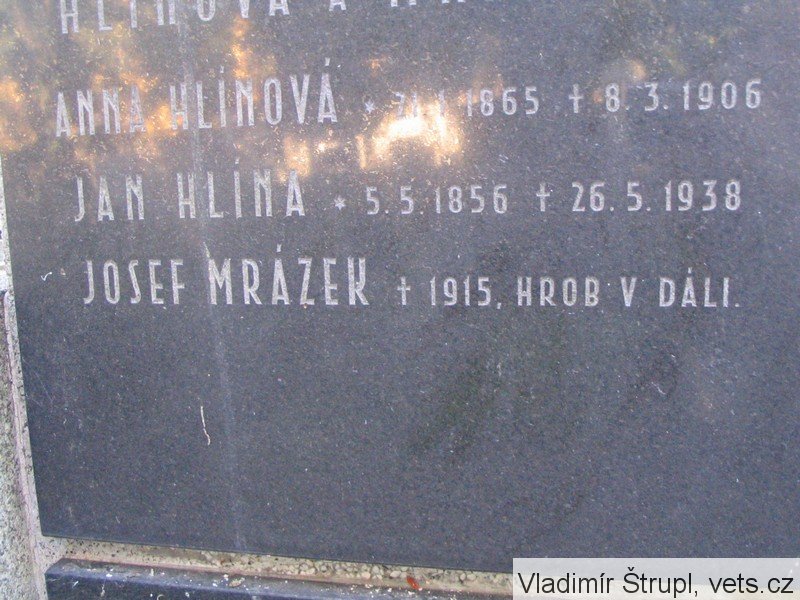 HLÍNOVA A
ANNA HLÍNOVÁ * 1865 ✝ 8. 3. 1906
JAN HLÍNA * 5. 5. 1856 ✝ 26. 5. 1938
JOSEF MRÁZEK ✝ 1915, HROB V DÁLI.
Vladimír Štrupl, vets.cz